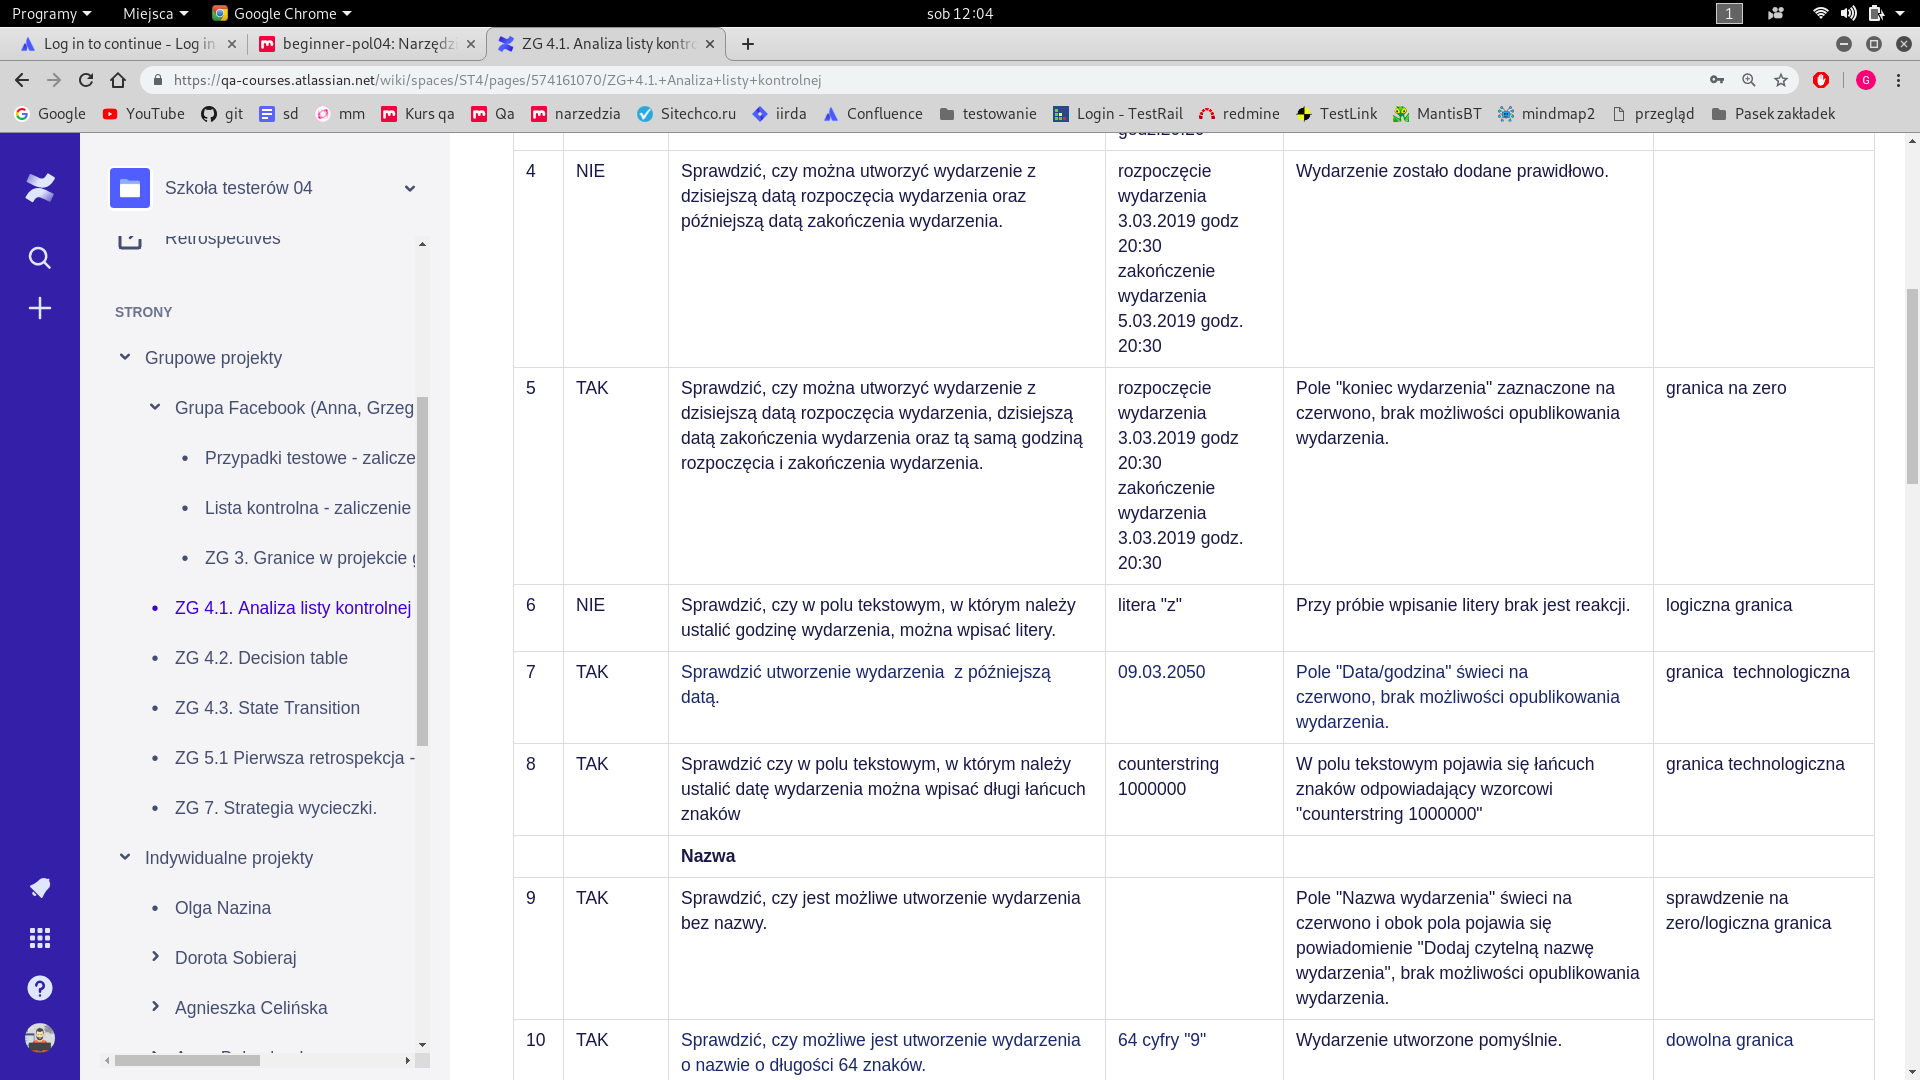 Programy
Miejsca
Google Chrome
sob 12:04
1
Log in to continue - Log in
beginner-pol04: Narzędzi
ZG 4.1. Analiza listy kontro
https://qa-courses.atlassian.net/wiki/spaces/ST4/pages/574161070/ZG+4.1.+Analiza+listy+kontrolnej
G
Google
YouTube
git
sd
mm
Kurs qa
Qa
narzedzia
Sitechco.ru
iirda
Confluence
testowanie
Login - TestRail
redmine
TestLink
MantisBT
mindmap2
przegląd
Pasek zakładek
Szkoła testerów 04
Retrospectives
STRONY
Grupowe projekty
Grupa Facebook (Anna, Grzeg
Przypadki testowe - zalicze
Lista kontrolna - zaliczenie
ZG 3. Granice w projekcie g
ZG 4.1. Analiza listy kontrolnej
ZG 4.2. Decision table
ZG 4.3. State Transition
ZG 5.1 Pierwsza retrospekcja -
ZG 7. Strategia wycieczki.
Indywidualne projekty
Olga Nazina
Dorota Sobieraj
Agnieszka Celińska
4
NIE
Sprawdzić, czy można utworzyć wydarzenie z
dzisiejszą datą rozpoczęcia wydarzenia oraz
późniejszą datą zakończenia wydarzenia.
rozpoczęcie
wydarzenia
3.03.2019 godz
20:30
zakończenie
wydarzenia
5.03.2019 godz.
20:30
Wydarzenie zostało dodane prawidłowo.
5
TAK
Sprawdzić, czy można utworzyć wydarzenie z
dzisiejszą datą rozpoczęcia wydarzenia, dzisiejszą
datą zakończenia wydarzenia oraz tą samą godziną
rozpoczęcia i zakończenia wydarzenia.
rozpoczęcie
wydarzenia
3.03.2019 godz
20:30
zakończenie
wydarzenia
3.03.2019 godz.
20:30
Pole "koniec wydarzenia" zaznaczone na
czerwono, brak możliwości opublikowania
wydarzenia.
granica na zero
6
NIE
Sprawdzić, czy w polu tekstowym, w którym należy
ustalić godzinę wydarzenia, można wpisać litery.
litera "z"
Przy próbie wpisanie litery brak jest reakcji.
logiczna granica
7
TAK
Sprawdzić utworzenie wydarzenia  z późniejszą
datą.
09.03.2050
Pole "Data/godzina" świeci na
czerwono, brak możliwości opublikowania
wydarzenia.
granica  technologiczna
8
TAK
Sprawdzić czy w polu tekstowym, w którym należy
ustalić datę wydarzenia można wpisać długi łańcuch
znaków
counterstring
1000000
W polu tekstowym pojawia się łańcuch
znaków odpowiadający wzorcowi
"counterstring 1000000"
granica technologiczna
Nazwa
9
TAK
Sprawdzić, czy jest możliwe utworzenie wydarzenia
bez nazwy.
Pole "Nazwa wydarzenia" świeci na
czerwono i obok pola pojawia się
powiadomienie "Dodaj czytelną nazwę
wydarzenia", brak możliwości opublikowania
wydarzenia.
sprawdzenie na
zero/logiczna granica
10
TAK
Sprawdzić, czy możliwe jest utworzenie wydarzenia
o nazwie o długości 64 znaków.
64 cyfry "9"
Wydarzenie utworzone pomyślnie.
dowolna granica